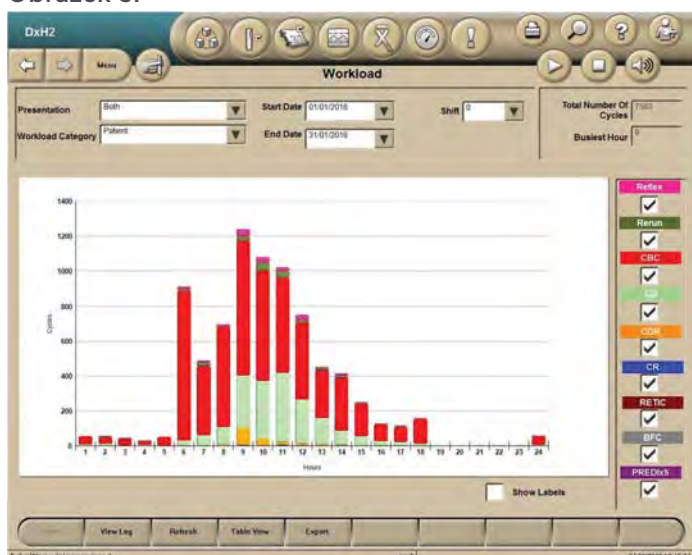 DxH2
Menu
Workload
Presentation Both Start Date 01/01/2016 Shift 0 Total Number Of Cycles
Workload Category Patient End Date 31/01/2016 Busiest Hour 9
1400
1200
1000
800
600
400
200
0
Cycles
1 2 3 4 5 6 7 8 9 10 11 12 13 14 15 16 17 18 19 20 21 22 23 24
Hours
Reflex
Rerun
CBC
CDR
CR
RETIC
BFC
PREDIx5
Show Labels
View Log Refresh Table View Export